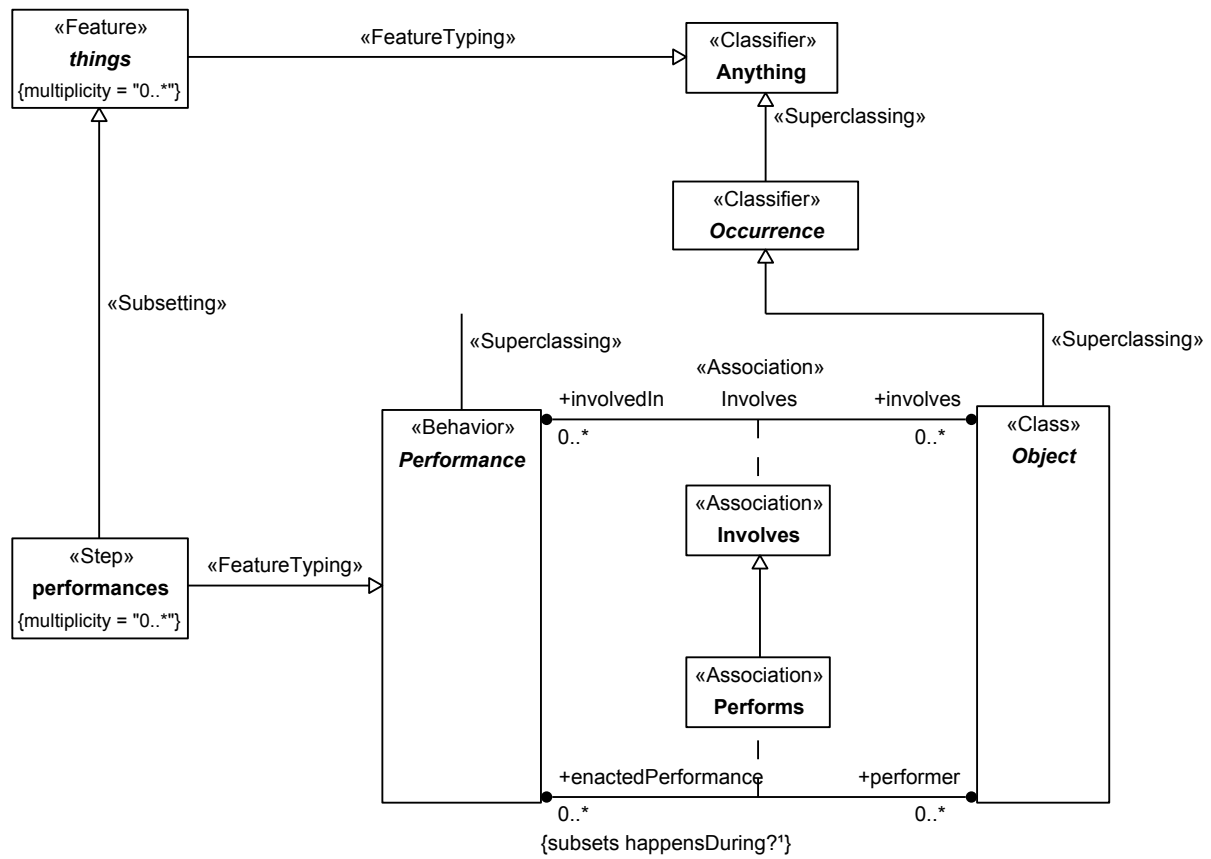 «Feature»
things
{multiplicity = "0..*"}
«FeatureTyping»
«Classifier»
Anything
«Superclassing»
«Classifier»
Occurrence
«Subsetting»
«Superclassing»
«Superclassing»
«Association»
+involvedIn Involves +involves
0..* 0..*
«Behavior»
Performance
«Class»
Object
«Association»
Involves
«Step»
performances
{multiplicity = "0..*"}
«FeatureTyping»
«Association»
Performs
+enactedPerformance +performer
0..* 0..*
{subsets happensDuring?¹}